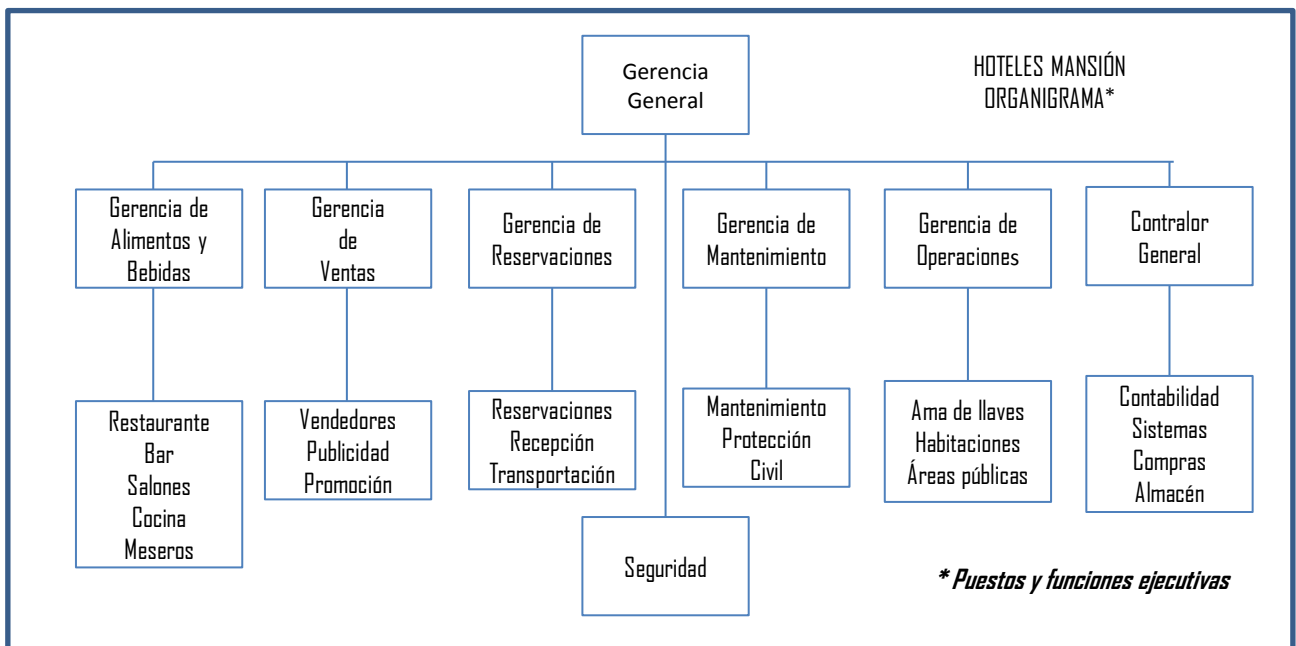 Gerencia
General
HOTELES MANSIÓN
ORGANIGRAMA*
Gerencia de
Alimentos y
Bebidas
Gerencia
de
Ventas
Gerencia de
Reservaciones
Gerencia de
Mantenimiento
Gerencia de
Operaciones
Contralor
General
Restaurante
Bar
Salones
Cocina
Meseros
Vendedores
Publicidad
Promoción
Reservaciones
Recepción
Transportación
Mantenimiento
Protección
Civil
Ama de llaves
Habitaciones
Áreas públicas
Contabilidad
Sistemas
Compras
Almacén
Seguridad
* Puestos y funciones ejecutivas